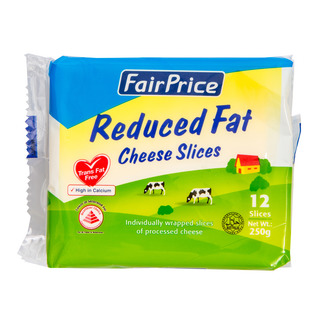 FairPrice
Reduced Fat
Cheese Slices
Trans Fat
Free
✓ High in Calcium
12
Slices
Net Wt:
250g
Individually wrapped slices
of processed cheese